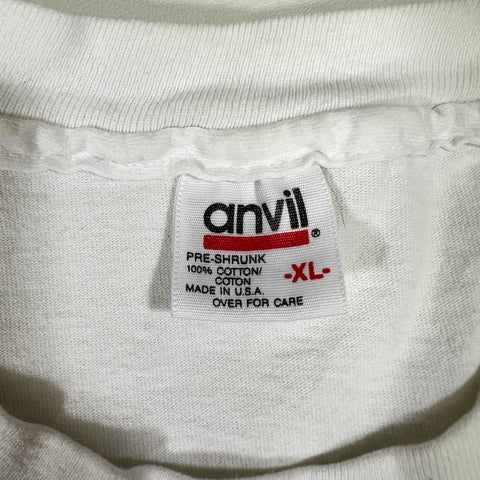 anvil®
PRE-SHRUNK
100% COTTON/
COTON
-XL-
MADE IN U.S.A.
OVER FOR CARE